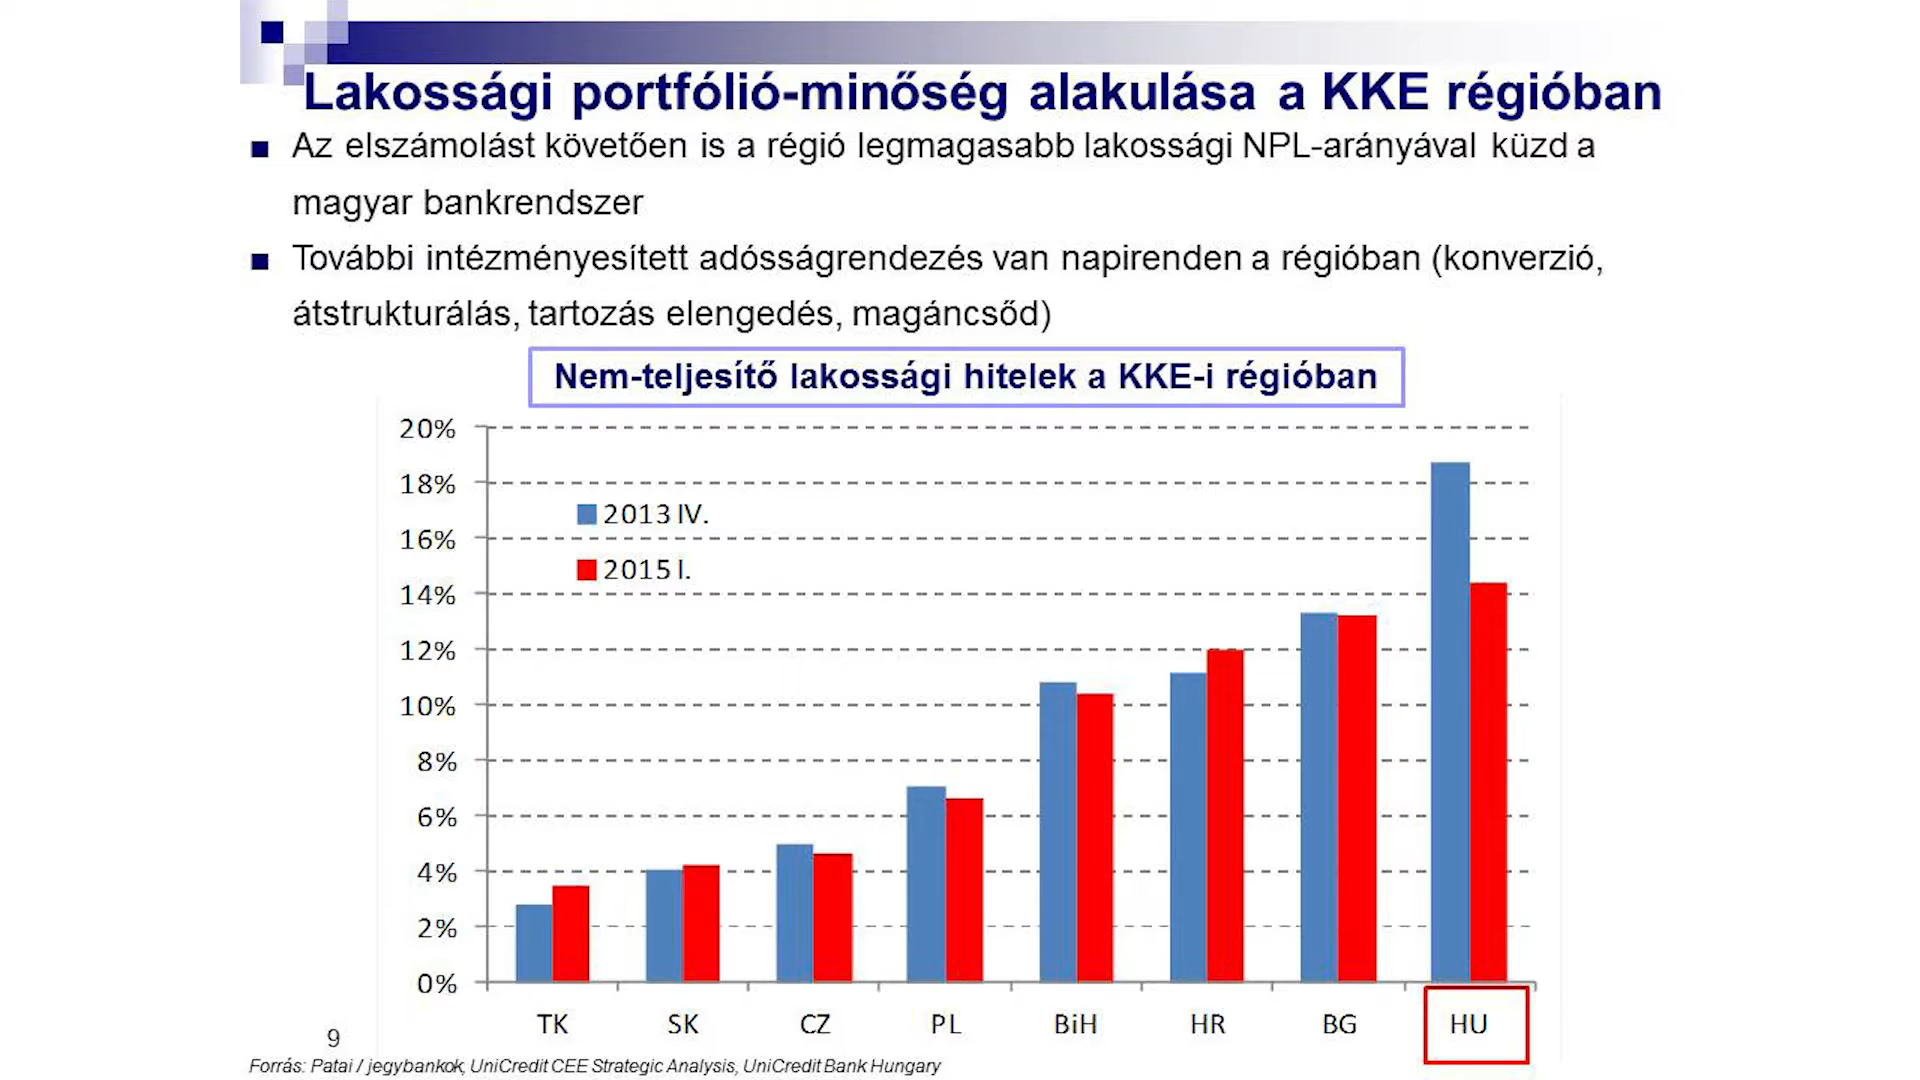 Lakossági portfólió-minőség alakulása a KKE régióban
Az elszámolást követően is a régió legmagasabb lakossági NPL-arányával küzd a
magyar bankrendszer
További intézményesített adósságrendezés van napirenden a régióban (konverzió,
átstrukturálás, tartozás elengedés, magáncsőd)
Nem-teljesítő lakossági hitelek a KKE-i régióban
20%
18%
16%
14%
12%
10%
8%
6%
4%
2%
0%
2013 IV.
2015 I.
TK SK CZ PL BiH HR BG HU
9
Forrás: Patai / jegybankok, UniCredit CEE Strategic Analysis, UniCredit Bank Hungary